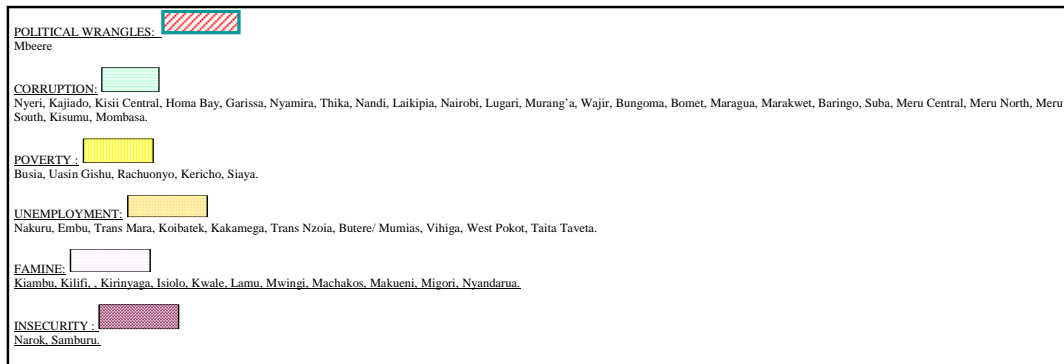 POLITICAL WRANGLES:
Mbeere
CORRUPTION:
Nyeri, Kajiado, Kisii Central, Homa Bay, Garissa, Nyamira, Thika, Nandi, Laikipia, Nairobi, Lugari, Murang’a, Wajir, Bungoma, Bomet, Maragua, Marakwet, Baringo, Suba, Meru Central, Meru North, Meru
South, Kisumu, Mombasa.
POVERTY :
Busia, Uasin Gishu, Rachuonyo, Kericho, Siaya.
UNEMPLOYMENT:
Nakuru, Embu, Trans Mara, Koibatek, Kakamega, Trans Nzoia, Butere/ Mumias, Vihiga, West Pokot, Taita Taveta.
FAMINE:
Kiambu, Kilifi, , Kirinyaga, Isiolo, Kwale, Lamu, Mwingi, Machakos, Makueni, Migori, Nyandarua.
INSECURITY :
Narok, Samburu.